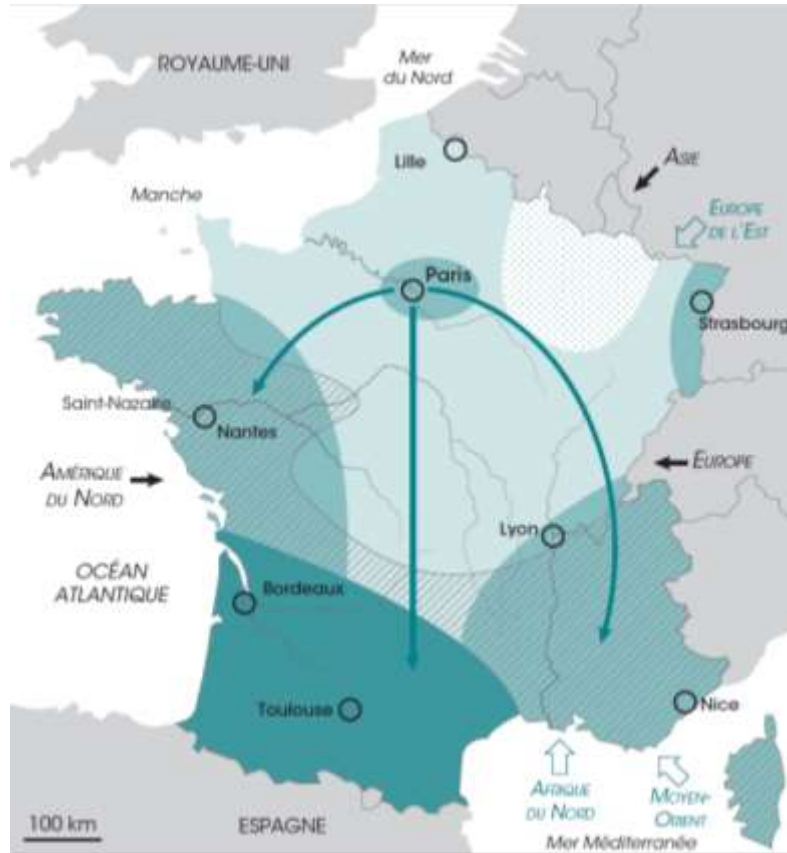 ROYAUME-UNI
Mer
du Nord
Lille
ASIE
Manche
EUROPE
DE L'EST
Paris
Strasbourg
Saint-Nazaire
Nantes
AMÉRIQUE
DU NORD
EUROPE
Lyon
OCÉAN
ATLANTIQUE
Bordeaux
Toulouse
Nice
AFRIQUE
DU NORD
MOYEN-
ORIENT
100 km
ESPAGNE
Mer Méditerranée